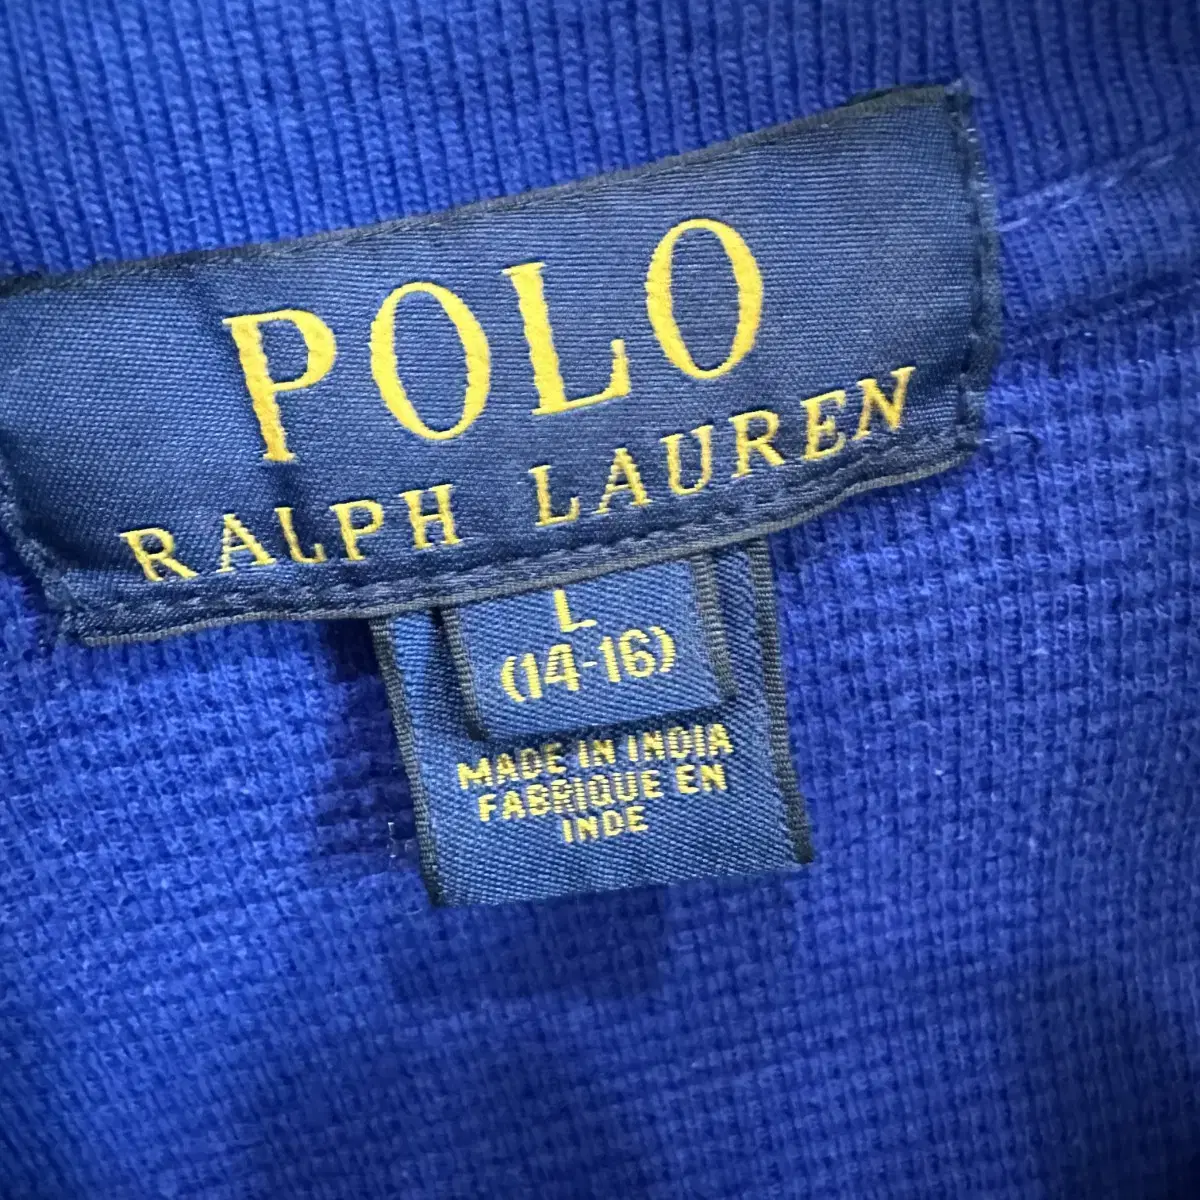 POLO
RALPH LAUREN
L
(14-16)
MADE IN INDIA
FABRIQUE EN
INDE